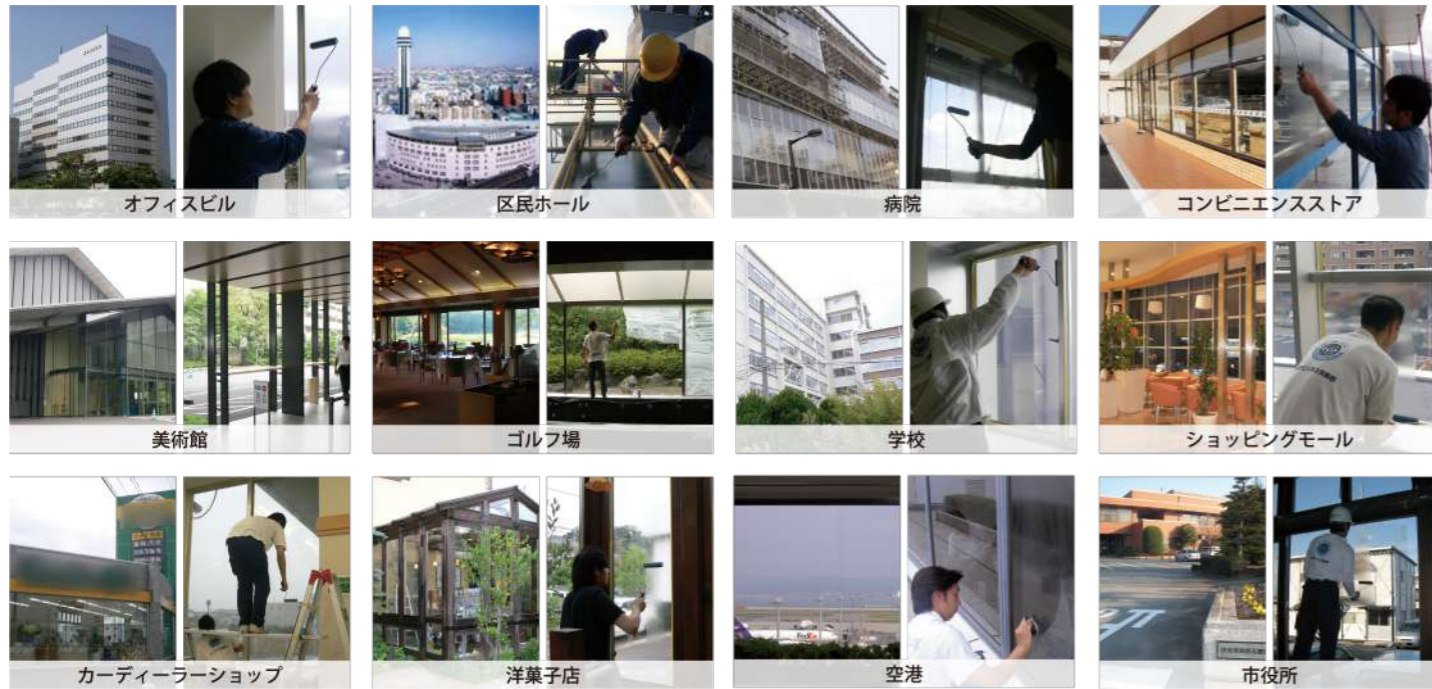 オフィスビル
区民ホール
病院
コンビニエンスストア
美術館
ゴルフ場
学校
ショッピングモール
カーディーラーショップ
洋菓子店
FedEx
空港
市役所